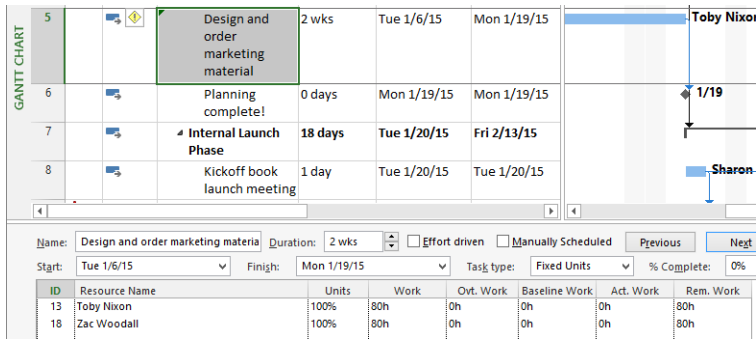 GANTT CHART
5 Design and 2 wks Tue 1/6/15 Mon 1/19/15 Toby Nixon
order
marketing
material
6 Planning 0 days Mon 1/19/15 Mon 1/19/15 1/19
complete!
7 Internal Launch 18 days Tue 1/20/15 Fri 2/13/15
Phase
8 Kickoff book 1 day Tue 1/20/15 Tue 1/20/15 Sharon
launch meeting
Name: Design and order marketing materia Duration: 2 wks Effort driven Manually Scheduled Previous Next
Start: Tue 1/6/15 Finish: Mon 1/19/15 Task type: Fixed Units % Complete: 0%
ID Resource Name Units Work Ovt. Work Baseline Work Act. Work Rem. Work
13 Toby Nixon 100% 80h 0h 0h 0h 80h
18 Zac Woodall 100% 80h 0h 0h 0h 80h